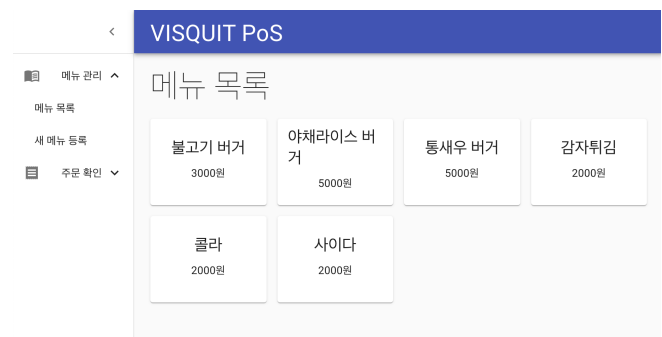 VISQUIT PoS
메뉴 관리
메뉴 목록
새 메뉴 등록
주문 확인
메뉴 목록
불고기 버거
3000원
야채라이스 버
거
5000원
통새우 버거
5000원
감자튀김
2000원
콜라
2000원
사이다
2000원